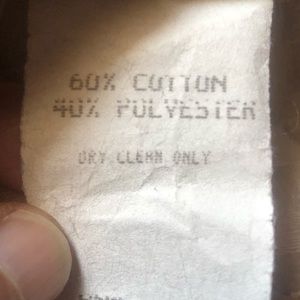 60% COTTON
40% POLYESTER
DRY CLEAN ONLY